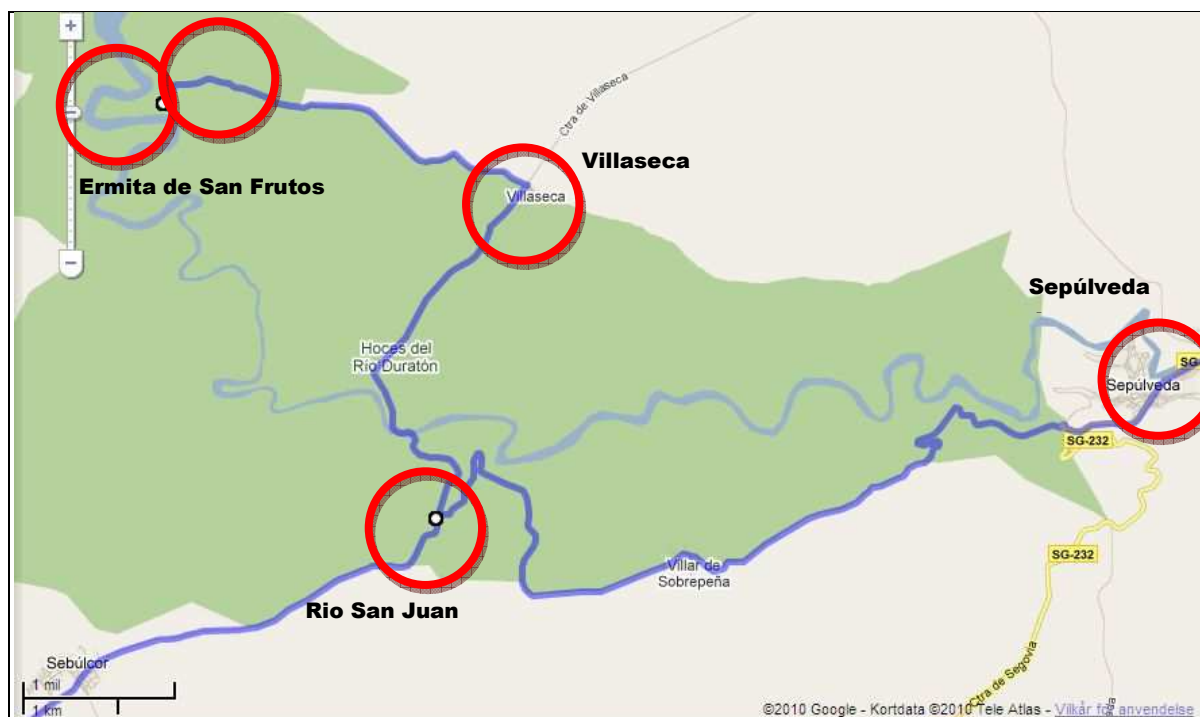 Ctra de Villaseca
Villaseca
Ermita de San Frutos
Villaseca
Sepúlveda
Hoces del
Río Duratón
SG
Sepúlveda
SG-232
SG-232
Villar de
Sobrepeña
Rio San Juan
Sebúlcor
Ctra de Segovia
1 mil
1 km
©2010 Google - Kortdata ©2010 Tele Atlas - Vilkår for anvendelse